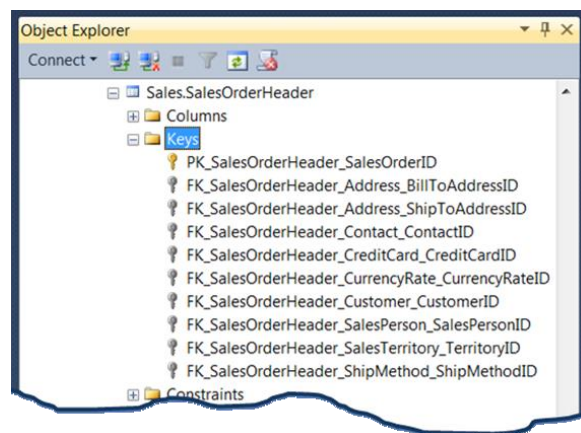 Object Explorer
Connect
Sales.SalesOrderHeader
Columns
Keys
PK_SalesOrderHeader_SalesOrderID
FK_SalesOrderHeader_Address_BillToAddressID
FK_SalesOrderHeader_Address_ShipToAddressID
FK_SalesOrderHeader_Contact_ContactID
FK_SalesOrderHeader_CreditCard_CreditCardID
FK_SalesOrderHeader_CurrencyRate_CurrencyRateID
FK_SalesOrderHeader_Customer_CustomerID
FK_SalesOrderHeader_SalesPerson_SalesPersonID
FK_SalesOrderHeader_SalesTerritory_TerritoryID
FK_SalesOrderHeader_ShipMethod_ShipMethodID
Constraints